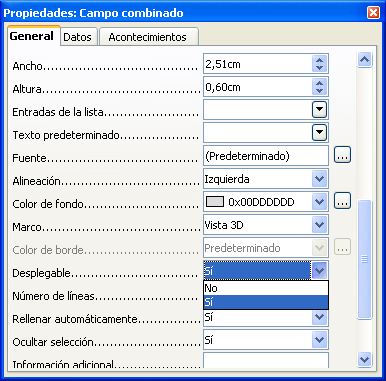 Propiedades: Campo combinado
General Datos Acontecimientos
Ancho 2,51cm
Altura 0,60cm
Entradas de la lista
Texto predeterminado
Fuente (Predeterminado) ...
Alineación Izquierda
Color de fondo 0x00DDDDDD ...
Marco Vista 3D
Color de borde Predeterminado ...
Desplegable Sí
No
Número de líneas Sí
Rellenar automáticamente Sí
Ocultar selección Sí
Información adicional